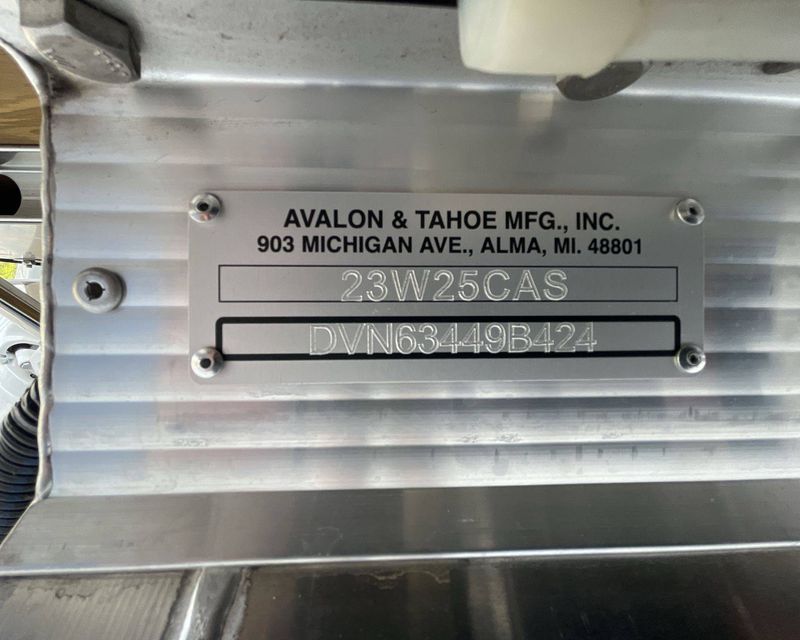 AVALON & TAHOE MFG., INC.
903 MICHIGAN AVE., ALMA, MI. 48801
23W25CAS
DVN63449B424